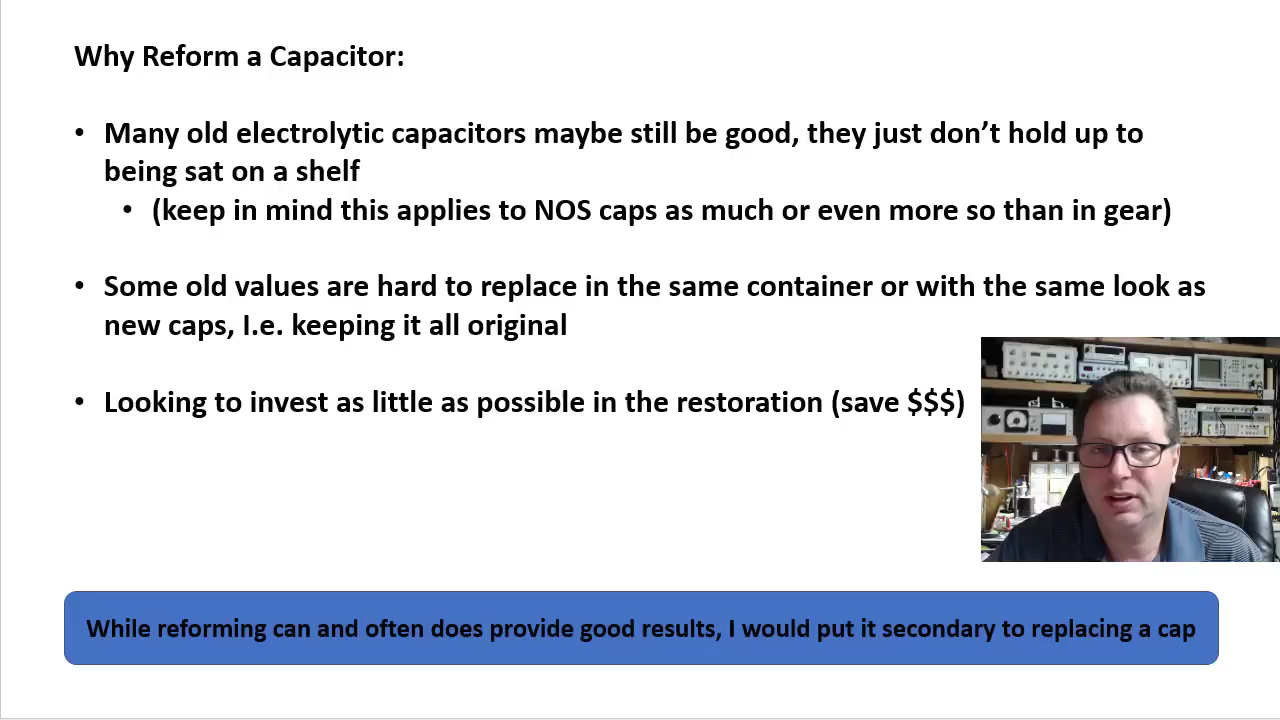 Why Reform a Capacitor:
• Many old electrolytic capacitors maybe still be good, they just don’t hold up to
being sat on a shelf
• (keep in mind this applies to NOS caps as much or even more so than in gear)
• Some old values are hard to replace in the same container or with the same look as
new caps, I.e. keeping it all original
• Looking to invest as little as possible in the restoration (save $$$)
While reforming can and often does provide good results, I would put it secondary to replacing a cap